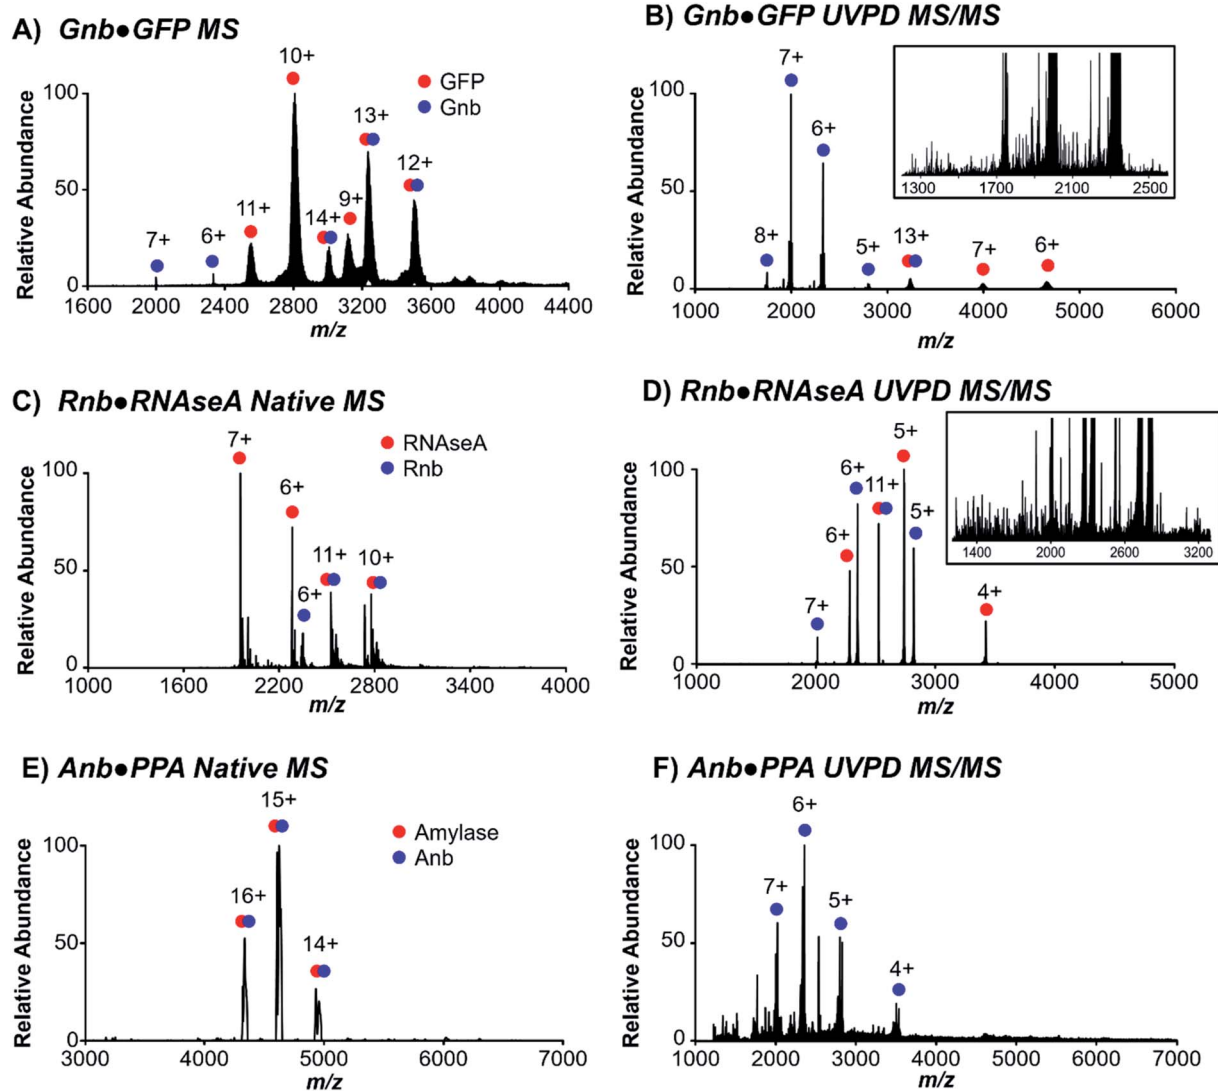 A) Gnb●GFP MS
10+
GFP
Gnb
13+
12+
11+
14+
9+
7+
6+
100
50
0
Relative Abundance
1600 2000 2400 2800 3200 3600 4000 4400
m/z
B) Gnb●GFP UVPD MS/MS
7+
6+
8+
5+
13+
7+
6+
1300 1700 2100 2500
100
50
0
Relative Abundance
1000 2000 3000 4000 5000 6000
m/z
C) Rnb●RNAseA Native MS
7+
RNAseA
Rnb
6+
11+
10+
6+
100
50
0
Relative Abundance
1000 1600 2200 2800 3400 4000
m/z
D) Rnb●RNAseA UVPD MS/MS
5+
6+
11+
5+
6+
7+
4+
1400 2000 2600 3200
100
50
0
Relative Abundance
1000 2000 3000 4000 5000
m/z
E) Anb●PPA Native MS
15+
Amylase
Anb
16+
14+
100
50
0
Relative Abundance
3000 4000 5000 6000 7000
m/z
F) Anb●PPA UVPD MS/MS
6+
7+
5+
4+
100
50
0
Relative Abundance
1000 2000 3000 4000 5000 6000 7000
m/z